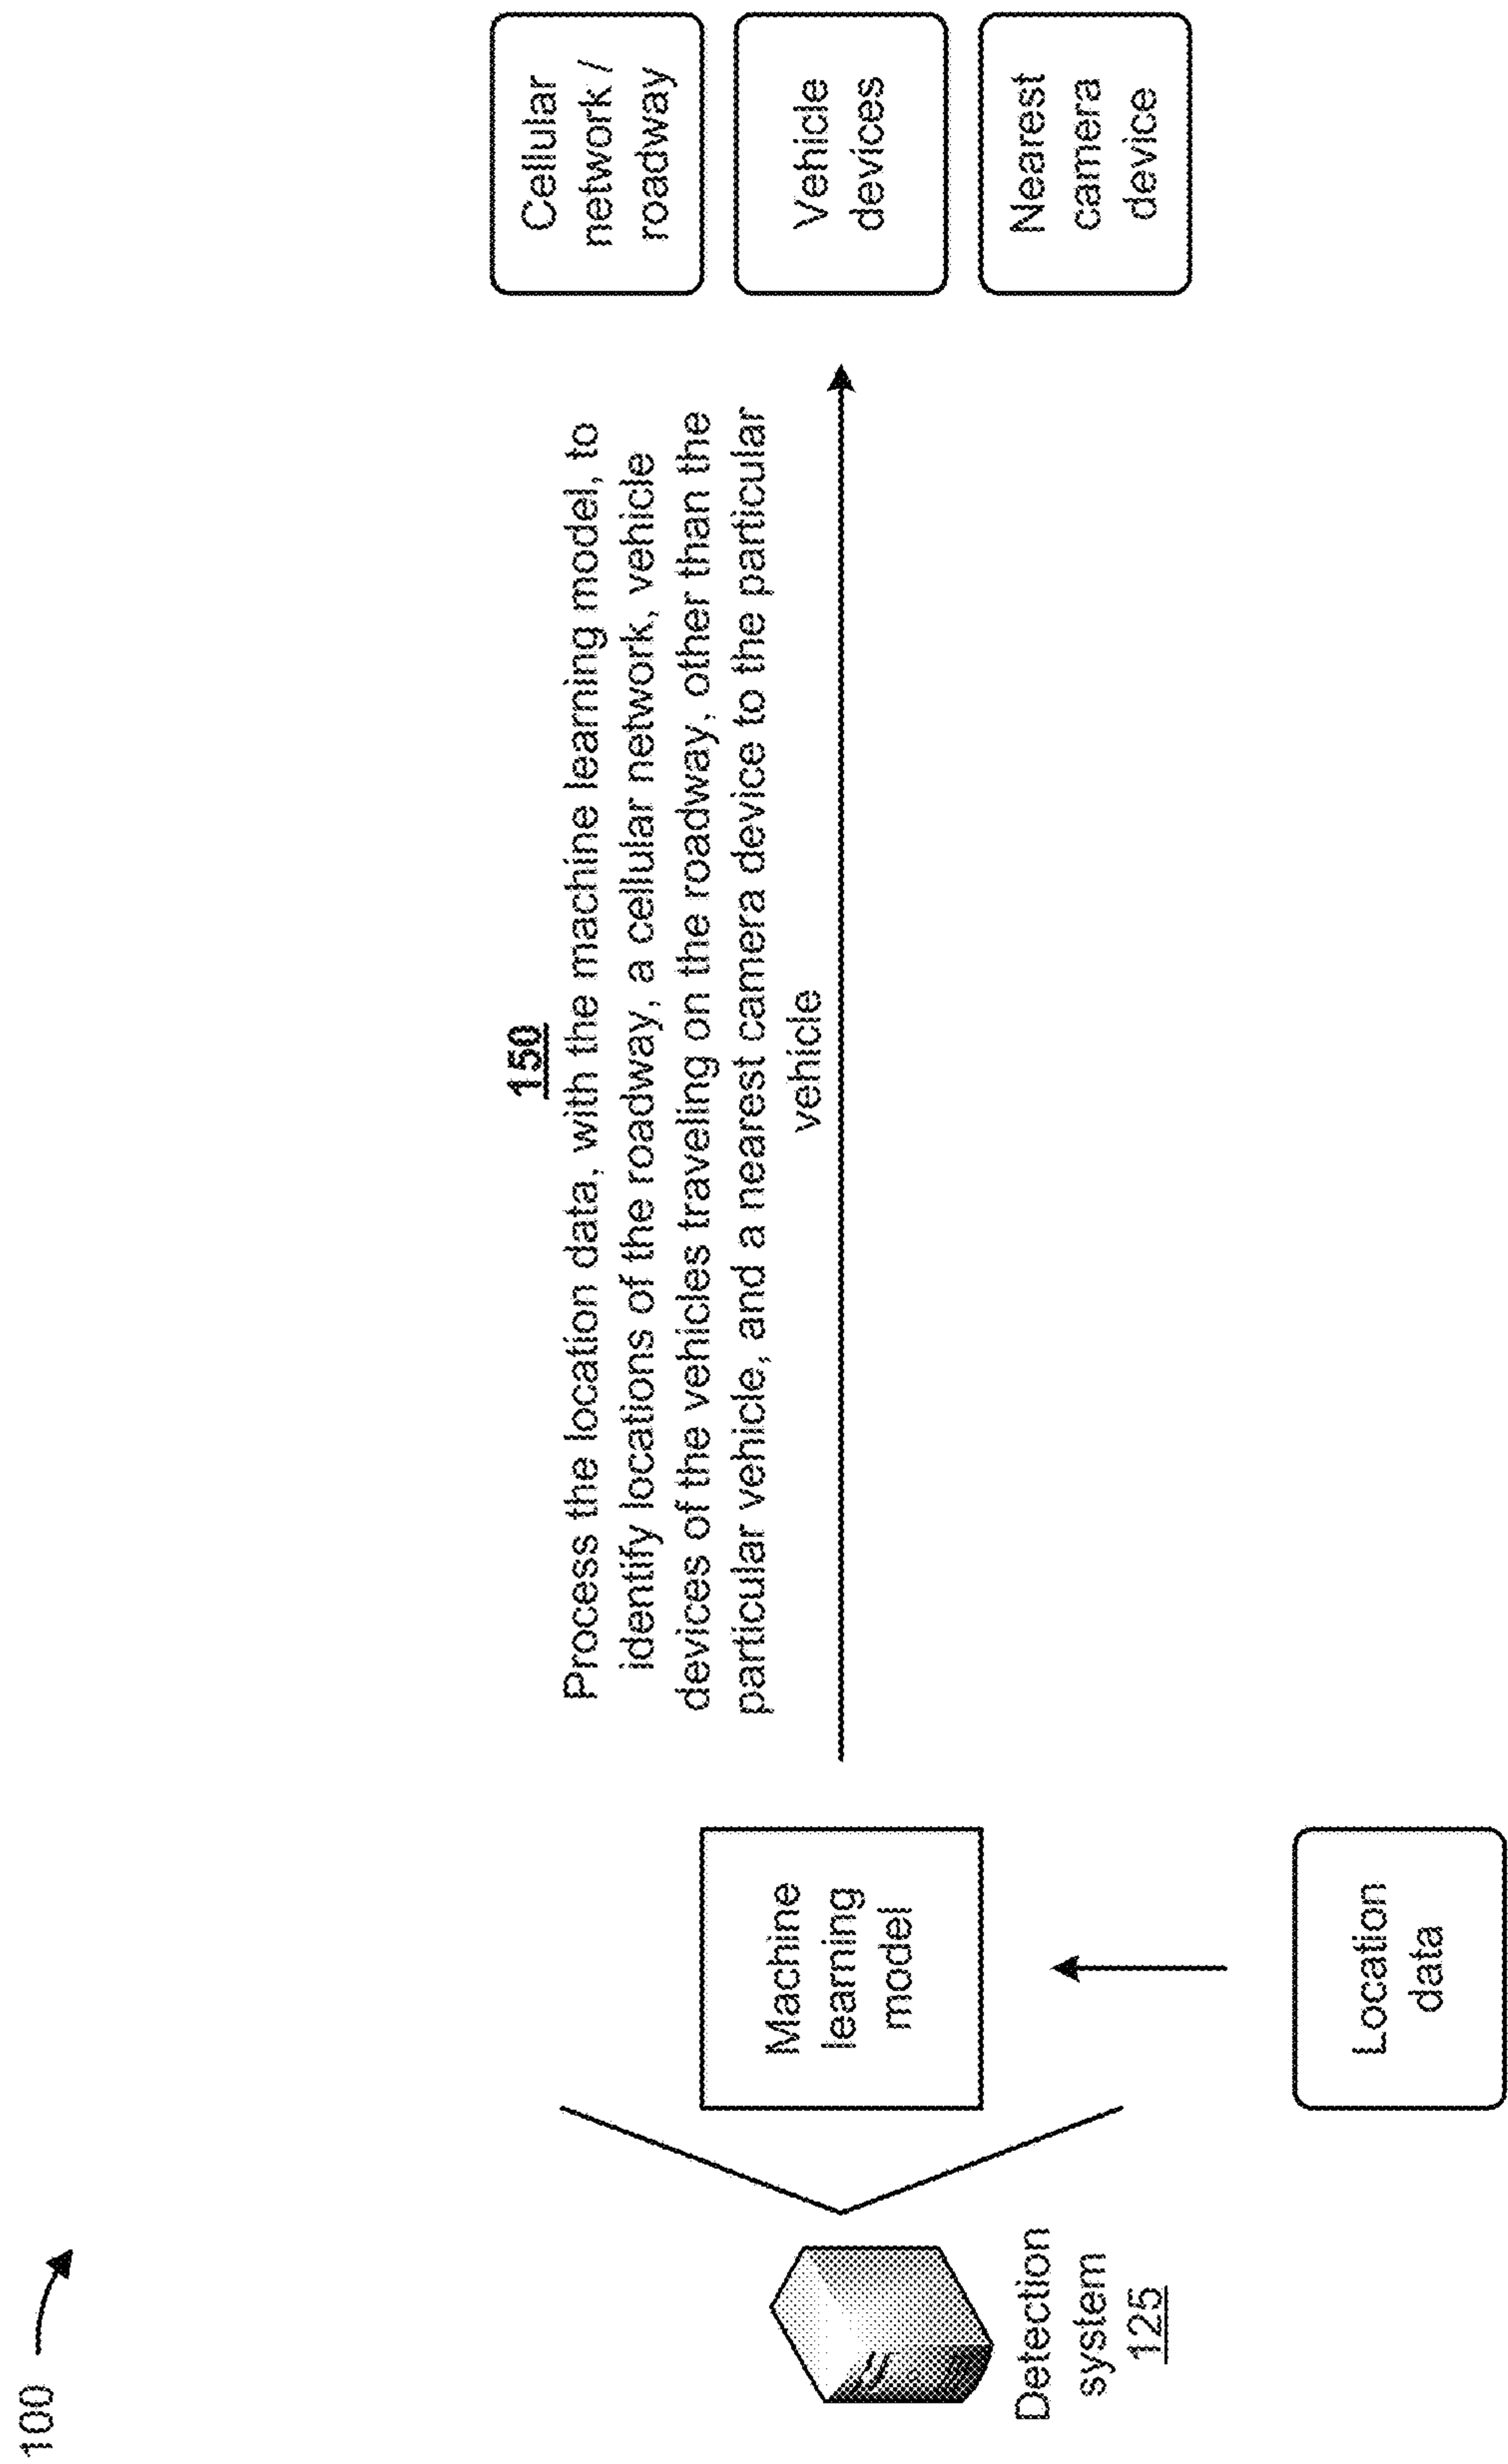 100
150
Process the location data, with the machine learning model, to
identify locations of the roadway, a cellular network, vehicle
devices of the vehicles traveling on the roadway, other than the
particular vehicle, and a nearest camera device to the particular
vehicle
Cellular
network /
roadway
Vehicle
devices
Nearest
camera
device
Machine
learning
model
Detection
system
125
Location
data